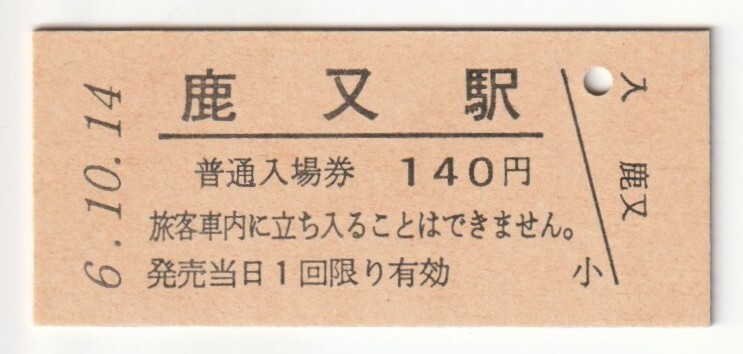 6.10.14
鹿又駅
普通入場券 140円
旅客車内に立ち入ることはできません。
発売当日1回限り有効
小
入 鹿又